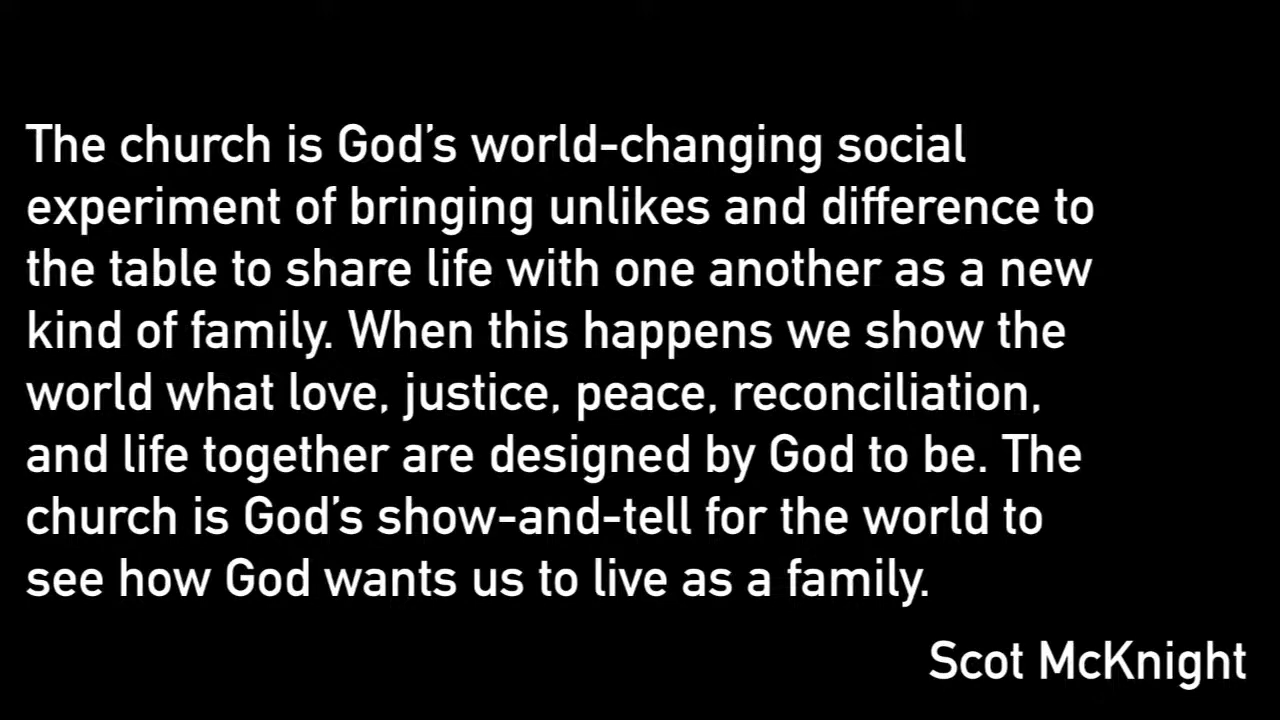 The church is God’s world-changing social
experiment of bringing unlikes and difference to
the table to share life with one another as a new
kind of family. When this happens we show the
world what love, justice, peace, reconciliation,
and life together are designed by God to be. The
church is God’s show-and-tell for the world to
see how God wants us to live as a family.
Scot McKnight